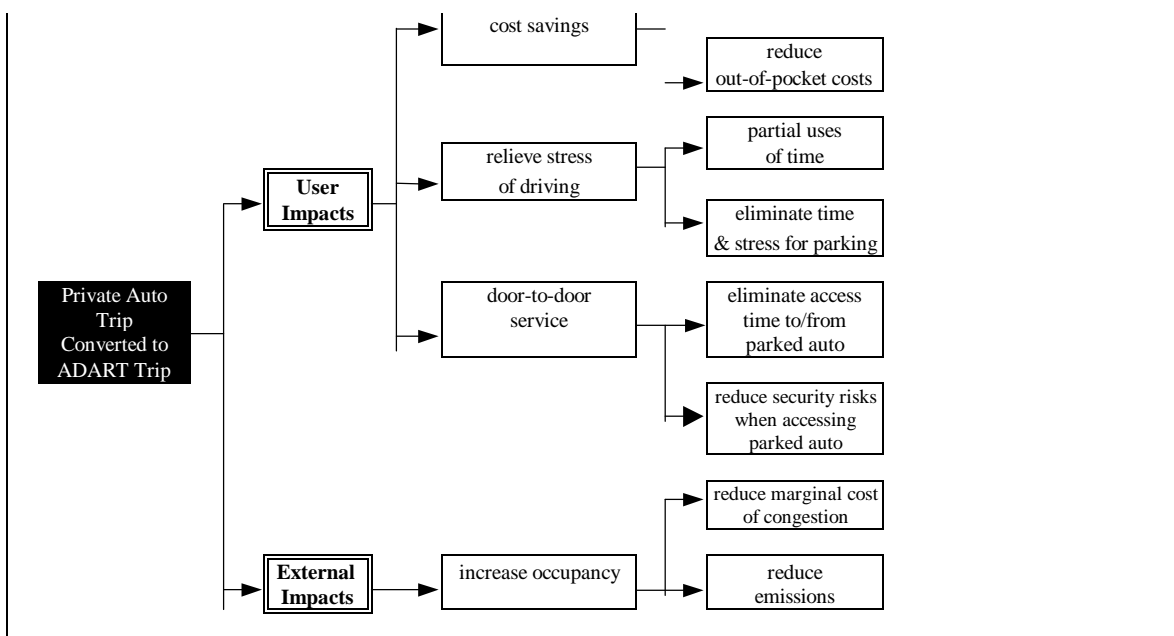 cost savings
reduce
out-of-pocket costs
partial uses
of time
relieve stress
of driving
User
Impacts
eliminate time
& stress for parking
Private Auto
Trip
Converted to
ADART Trip
door-to-door
service
eliminate access
time to/from
parked auto
reduce security risks
when accessing
parked auto
reduce marginal cost
of congestion
External
Impacts
increase occupancy
reduce
emissions